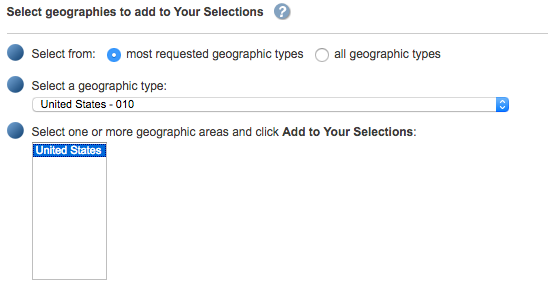 Select geographies to add to Your Selections ?
Select from: most requested geographic types all geographic types
Select a geographic type:
United States - 010
Select one or more geographic areas and click Add to Your Selections:
United States